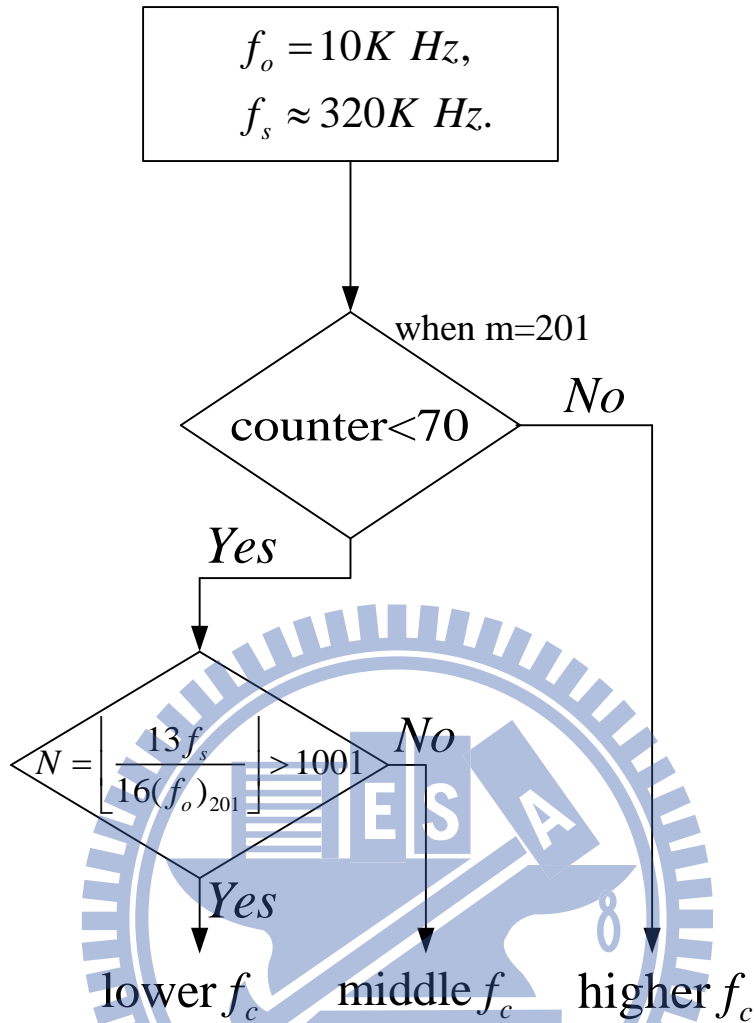 f_o = 10K Hz,
f_s ≈ 320K Hz.
when m=201
counter<70
No
Yes
N = ⌊13f_s / 16(f_o)_201⌋ > 1001
No
Yes
lower f_c
middle f_c
higher f_c
E S A
8